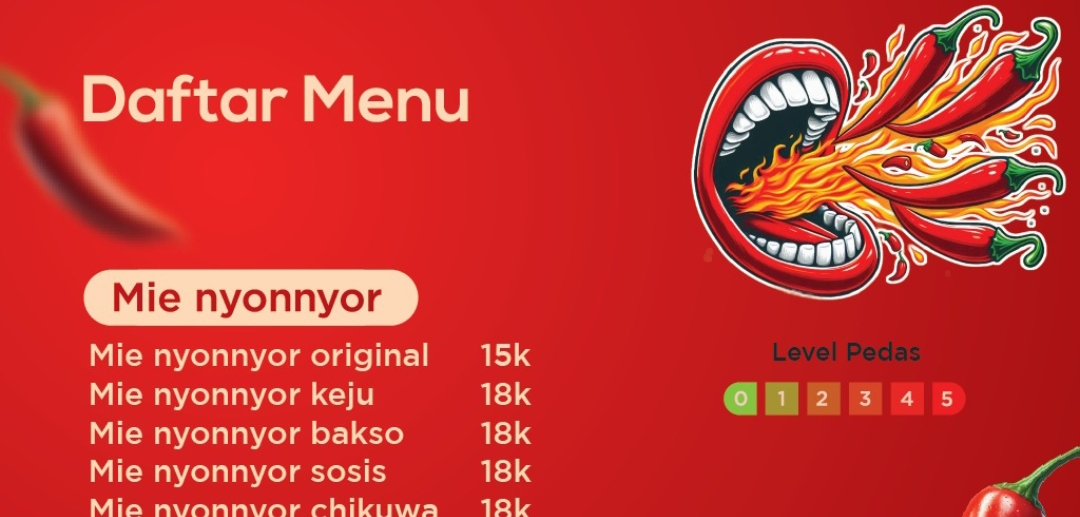 Daftar Menu
Mie nyonnyor
Mie nyonnyor original 15k
Mie nyonnyor keju 18k
Mie nyonnyor bakso 18k
Mie nyonnyor sosis 18k
Mie nyonnyor chikuwa 18k
Level Pedas
0 1 2 3 4 5